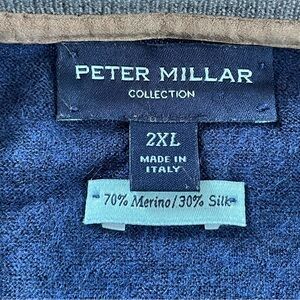 PETER MILLAR
COLLECTION
2XL
MADE IN
ITALY
70% Merino/30% Silk